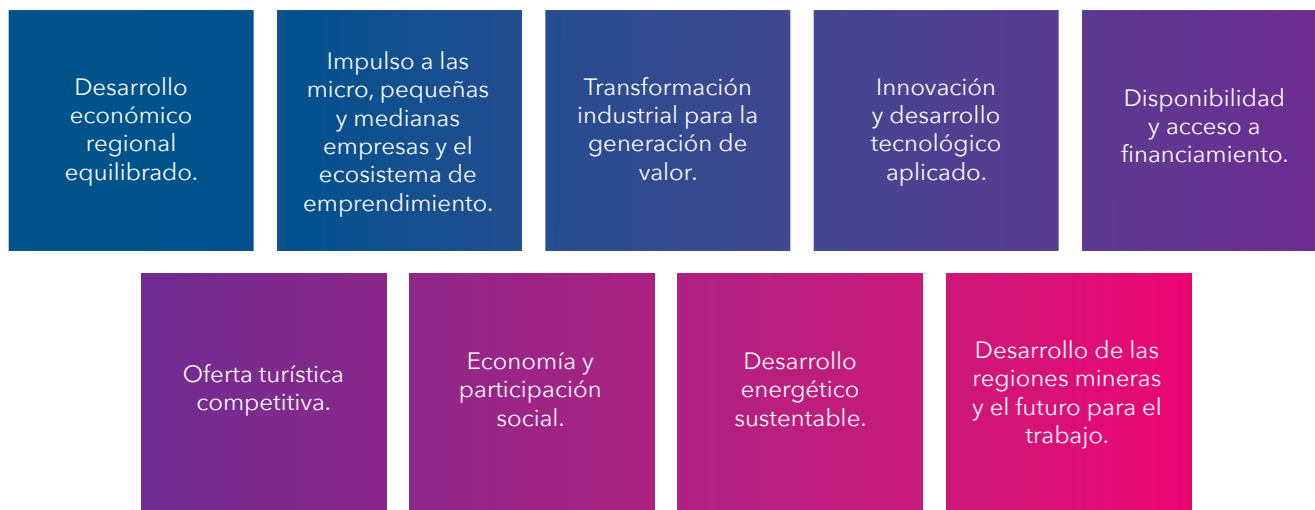 Desarrollo
económico
regional
equilibrado.
Impulso a las
micro, pequeñas
y medianas
empresas y el
ecosistema de
emprendimiento.
Transformación
industrial para la
generación de
valor.
Innovación
y desarrollo
tecnológico
aplicado.
Disponibilidad
y acceso a
financiamiento.
Oferta turística
competitiva.
Economía y
participación
social.
Desarrollo
energético
sustentable.
Desarrollo de las
regiones mineras
y el futuro para el
trabajo.